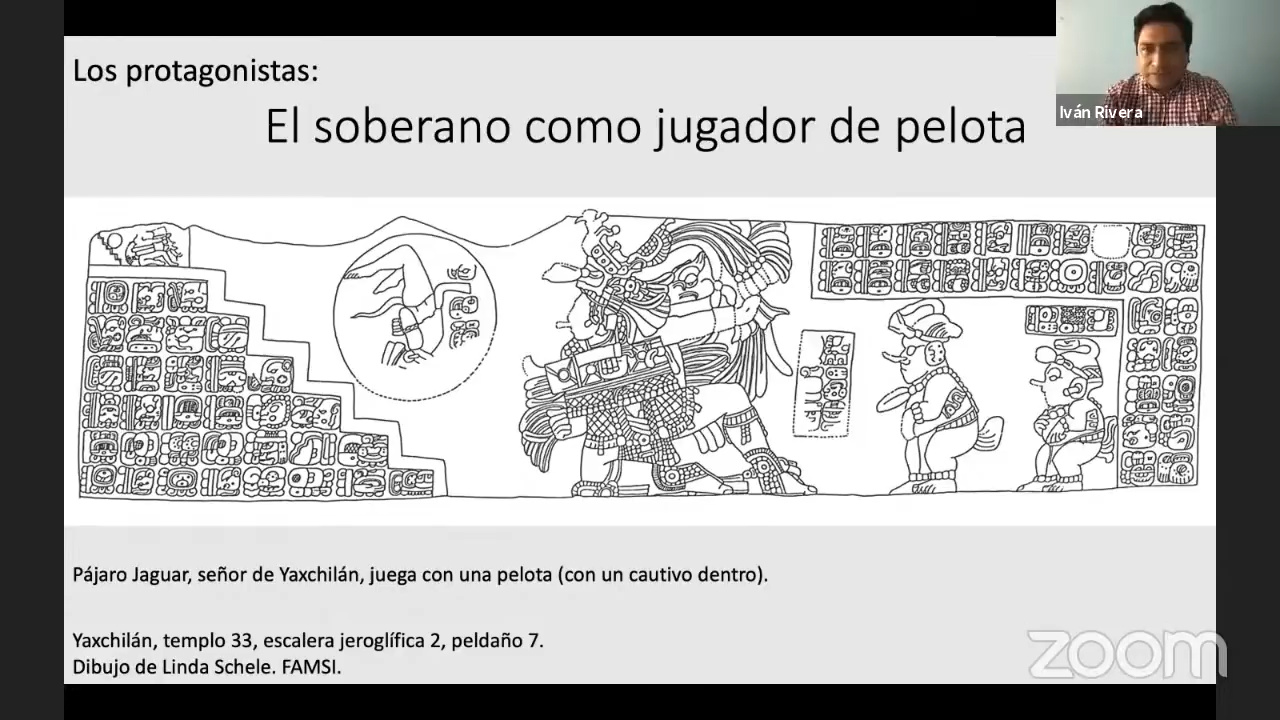 Los protagonistas:
El soberano como jugador de pelota
Iván Rivera
Pájaro Jaguar, señor de Yaxchilán, juega con una pelota (con un cautivo dentro).
Yaxchilán, templo 33, escalera jeroglífica 2, peldaño 7.
Dibujo de Linda Schele. FAMSI.
zoom